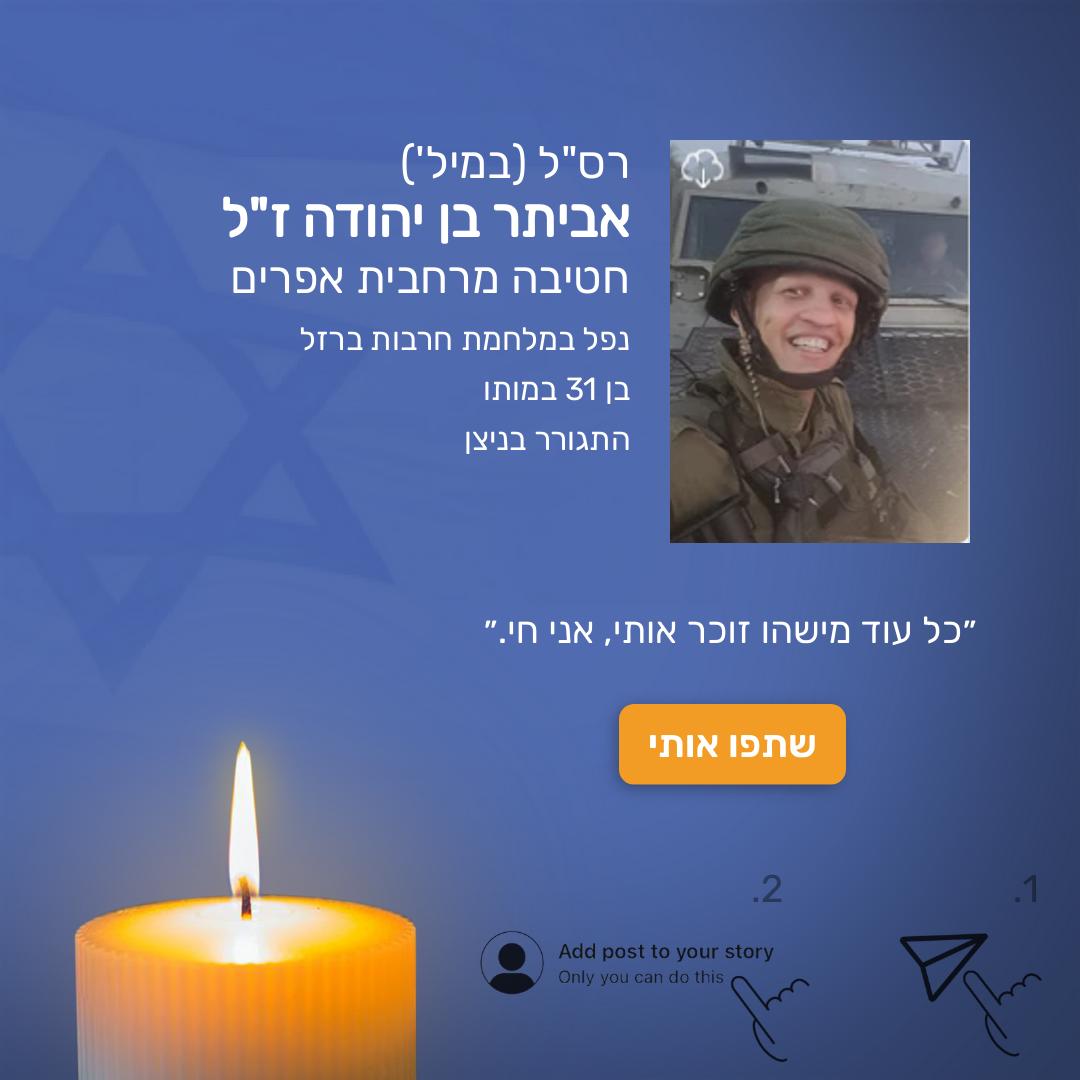 רס"ל (במיל')
אביתר בן יהודה ז"ל
חטיבה מרחבית אפרים
נפל במלחמת חרבות ברזל
בן 31 במותו
התגורר בניצן
״כל עוד מישהו זוכר אותי, אני חי.״
שתפו אותי
.1
.2
Add post to your story
Only you can do this